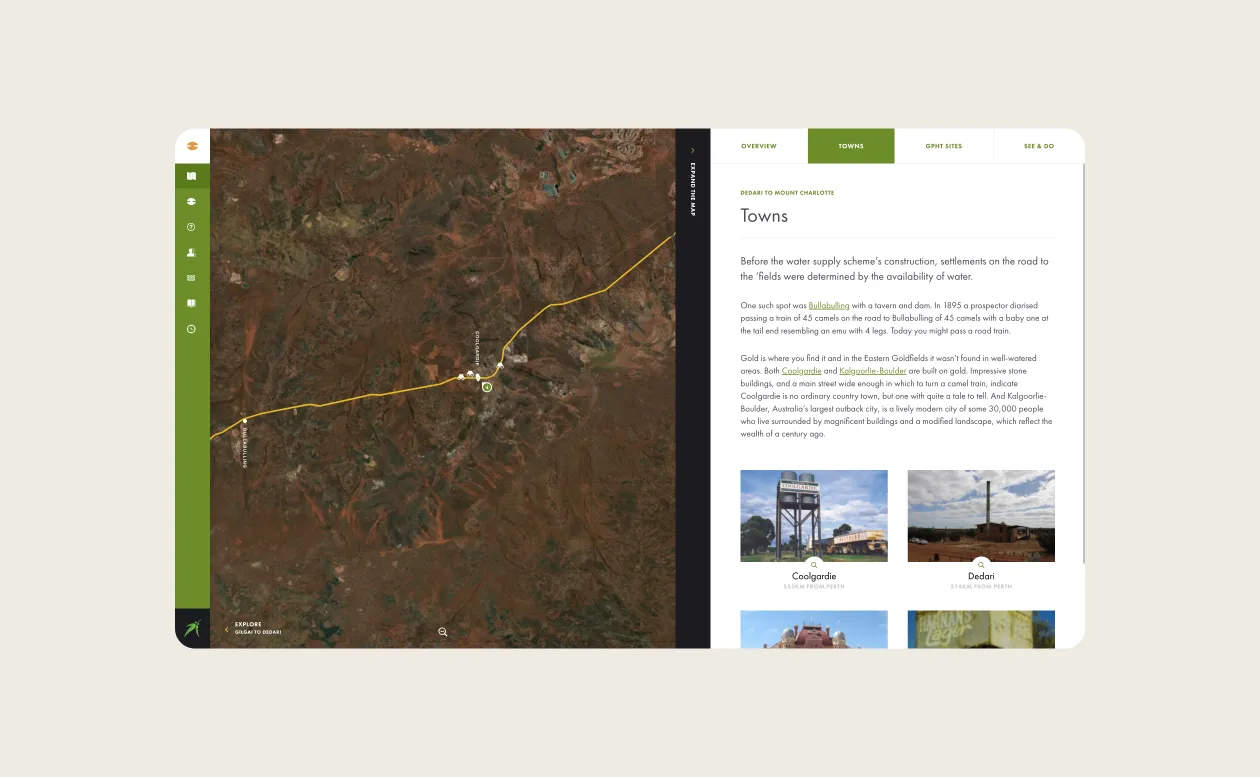 OVERVIEW
TOWNS
GPHT SITES
SEE & DO
EXPAND THE MAP
DEDARI TO MOUNT CHARLOTTE
Towns
Before the water supply scheme's construction, settlements on the road to
the 'fields were determined by the availability of water.
One such spot was Bullabulling with a tavern and dam. In 1895 a prospector diarised
passing a train of 45 camels on the road to Bullabulling of 45 camels with a baby one at
the tail end resembling an emu with 4 legs. Today you might pass a road train.
Gold is where you find it and in the Eastern Goldfields it wasn't found in well-watered
areas. Both Coolgardie and Kalgoorlie-Boulder are built on gold. Impressive stone
buildings, and a main street wide enough in which to turn a camel train, indicate
Coolgardie is no ordinary country town, but one with quite a tale to tell. And Kalgoorlie-
Boulder, Australia's largest outback city, is a lively modern city of some 30,000 people
who live surrounded by magnificent buildings and a modified landscape, which reflect the
wealth of a century ago.
COOLGARDIE
BULLABULLING
COOLGARDIE
Coolgardie
555KM FROM PERTH
Dedari
514KM FROM PERTH
Lager
EXPLORE
GILGAI TO DEDARI